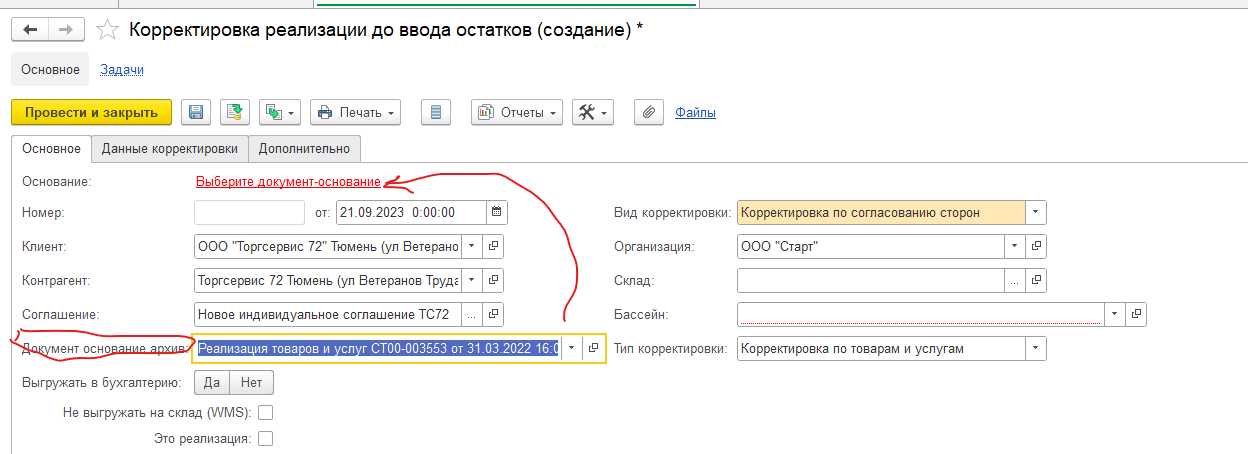 Корректировка реализации до ввода остатков (создание) *
Основное Задачи
Провести и закрыть Печать Отчеты Файлы
Основное Данные корректировки Дополнительно
Основание: Выберите документ-основание
Номер: от: 21.09.2023 0:00:00 Вид корректировки: Корректировка по согласованию сторон
Клиент: ООО "Торгсервис 72" Тюмень (ул Ветерано Организация: ООО "Старт"
Контрагент: Торгсервис 72 Тюмень (ул Ветеранов Труда Склад: ...
Соглашение: Новое индивидуальное соглашение ТС72 ... Бассейн:
Документ основание архив: Реализация товаров и услуг СТ00-003553 от 31.03.2022 16:0 Тип корректировки: Корректировка по товарам и услугам
Выгружать в бухгалтерию: Да Нет
Не выгружать на склад (WMS):
Это реализация: